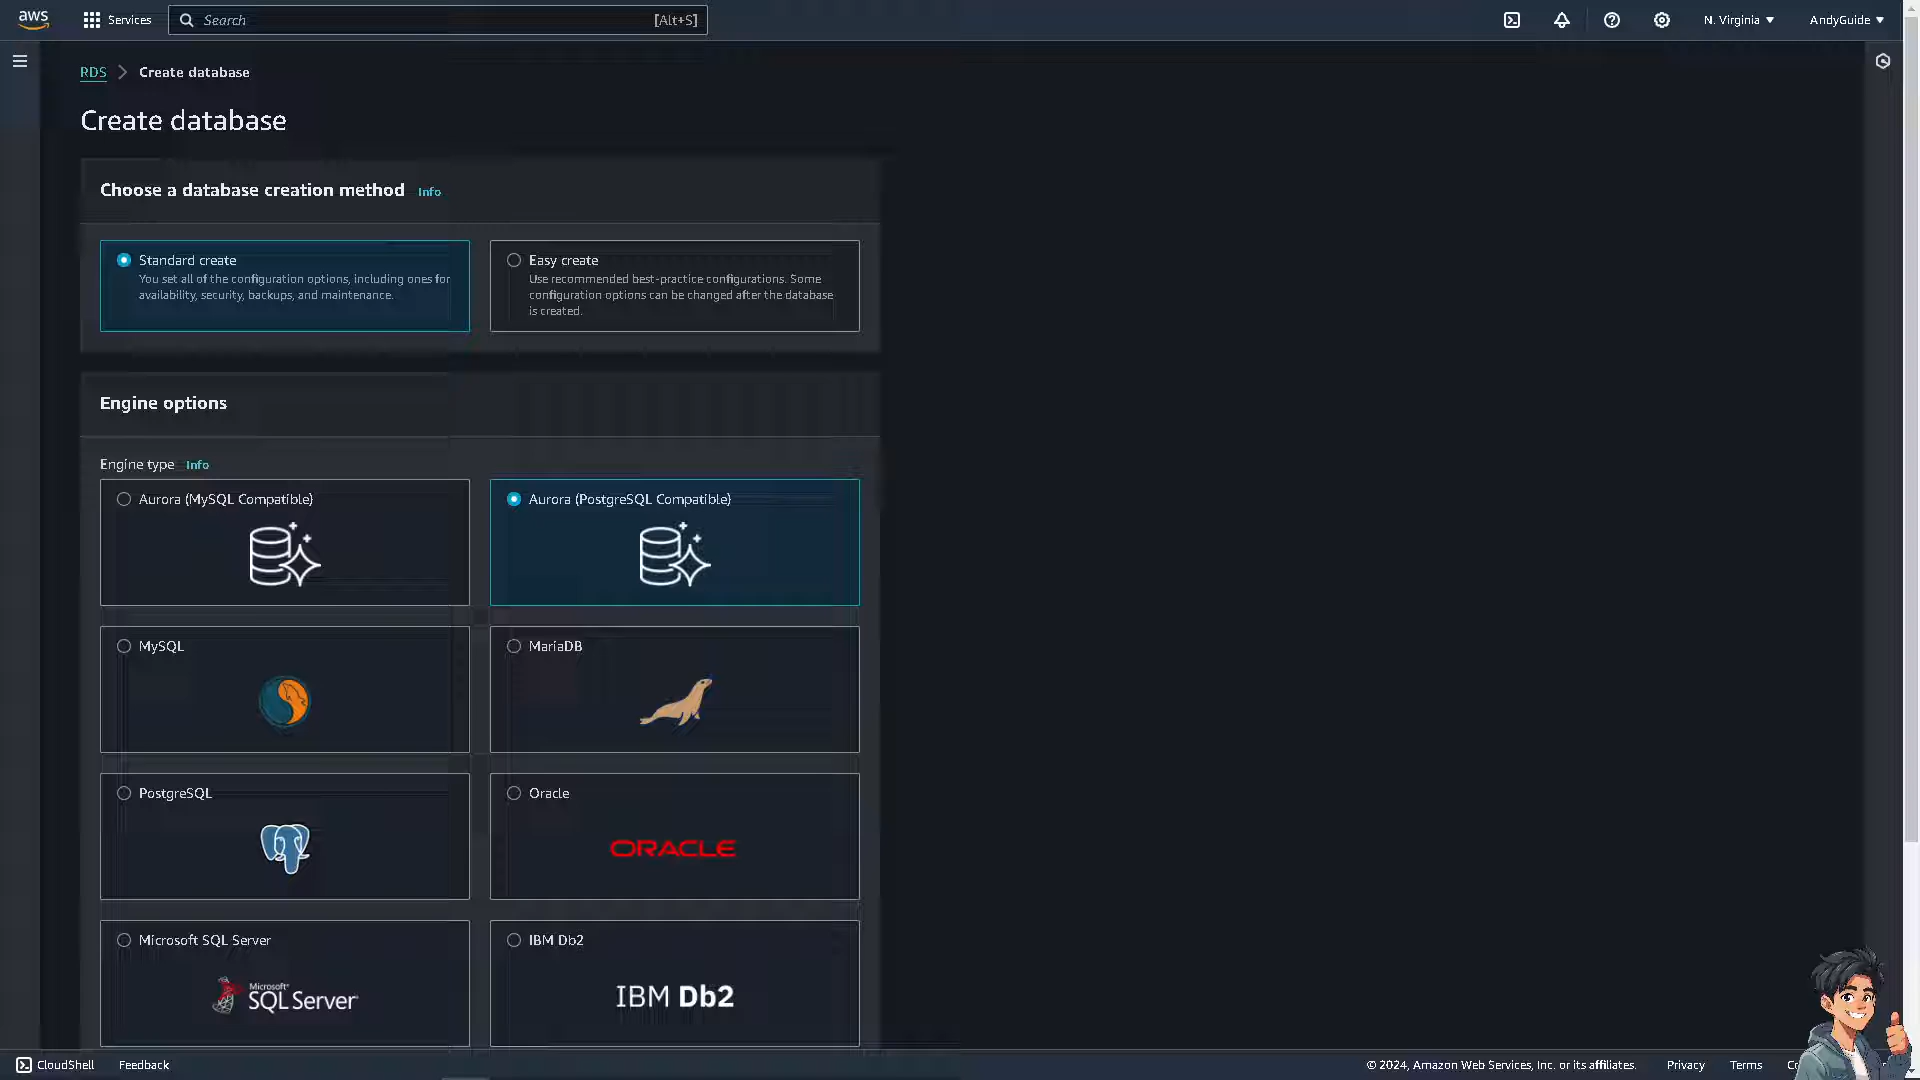 aws
Services
Search
[Alt+S]
N. Virginia
AndyGuide
RDS
Create database
Create database
Choose a database creation method Info
Standard create
You set all of the configuration options, including ones for
availability, security, backups, and maintenance.
Easy create
Use recommended best-practice configurations. Some
configuration options can be changed after the database
is created.
Engine options
Engine type Info
Aurora (MySQL Compatible)
Aurora (PostgreSQL Compatible)
MySQL
MariaDB
PostgreSQL
Oracle
ORACLE
Microsoft SQL Server
Microsoft
SQL Server
IBM Db2
IBM Db2
CloudShell
Feedback
© 2024, Amazon Web Services, Inc. or its affiliates.
Privacy
Terms